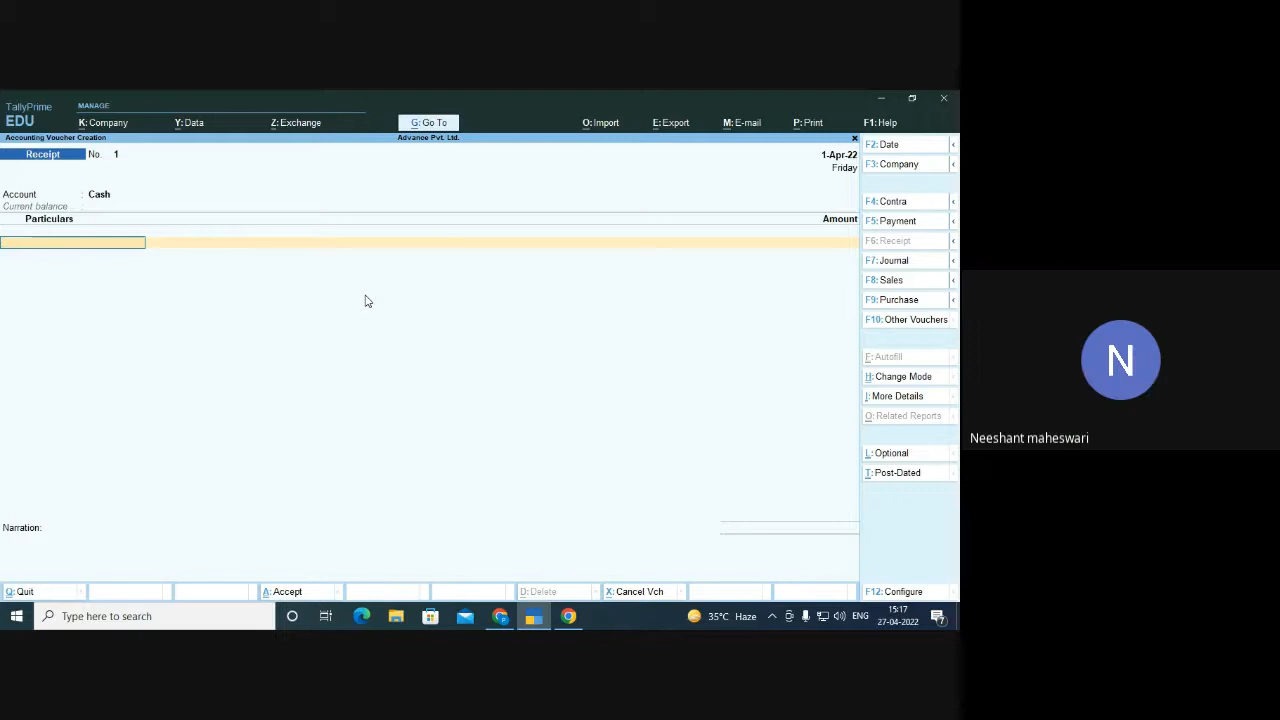 TallyPrime
EDU
MANAGE
K: Company
Y: Data
Z: Exchange
G: Go To
O: Import
E: Export
M: E-mail
P: Print
F1: Help
Accounting Voucher Creation
Advance Pvt. Ltd.
Receipt No. 1
1-Apr-22
Friday
Account : Cash
Current balance :
Particulars
Amount
F2: Date
F3: Company
F4: Contra
F5: Payment
F6: Receipt
F7: Journal
F8: Sales
F9: Purchase
F10: Other Vouchers
F: Autofill
H: Change Mode
I: More Details
O: Related Reports
L: Optional
T: Post-Dated
Narration:
Q: Quit
A: Accept
D: Delete
X: Cancel Vch
F12: Configure
Type here to search
35°C Haze
ENG
15:17
27-04-2022
7
N
Neeshant maheswari